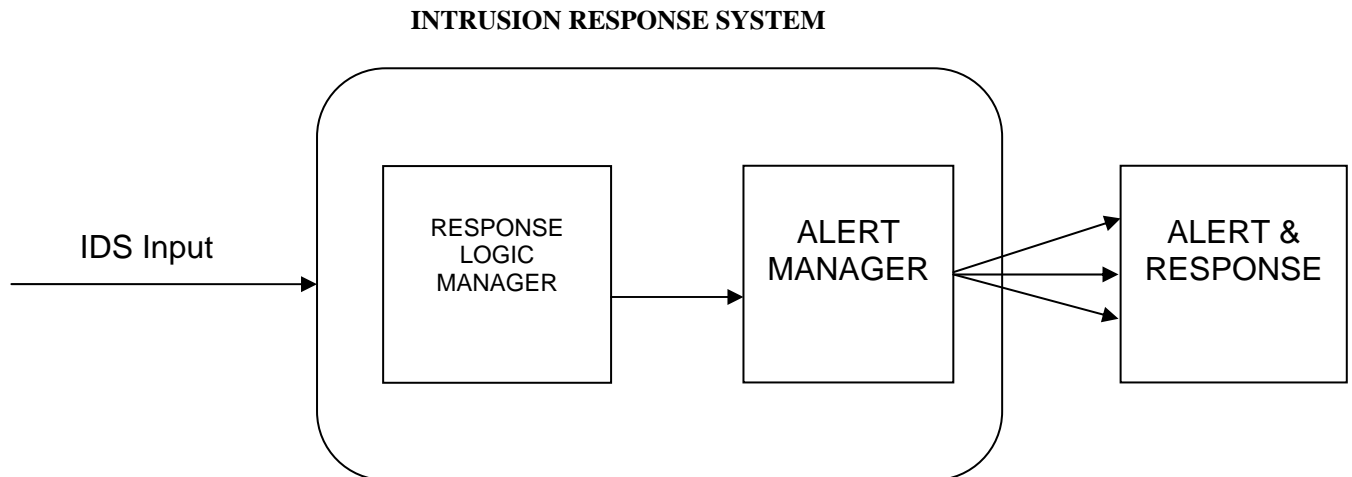 INTRUSION RESPONSE SYSTEM
IDS Input
RESPONSE
LOGIC
MANAGER
ALERT
MANAGER
ALERT &
RESPONSE